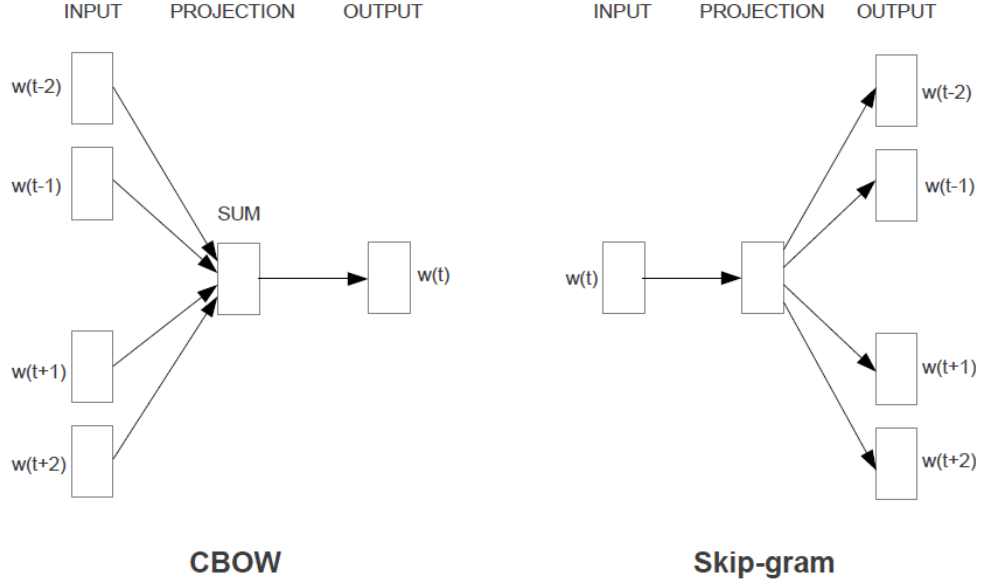 INPUT PROJECTION OUTPUT
w(t-2)
w(t-1)
SUM
w(t)
w(t+1)
w(t+2)
CBOW
INPUT PROJECTION OUTPUT
w(t-2)
w(t-1)
w(t)
w(t+1)
w(t+2)
Skip-gram